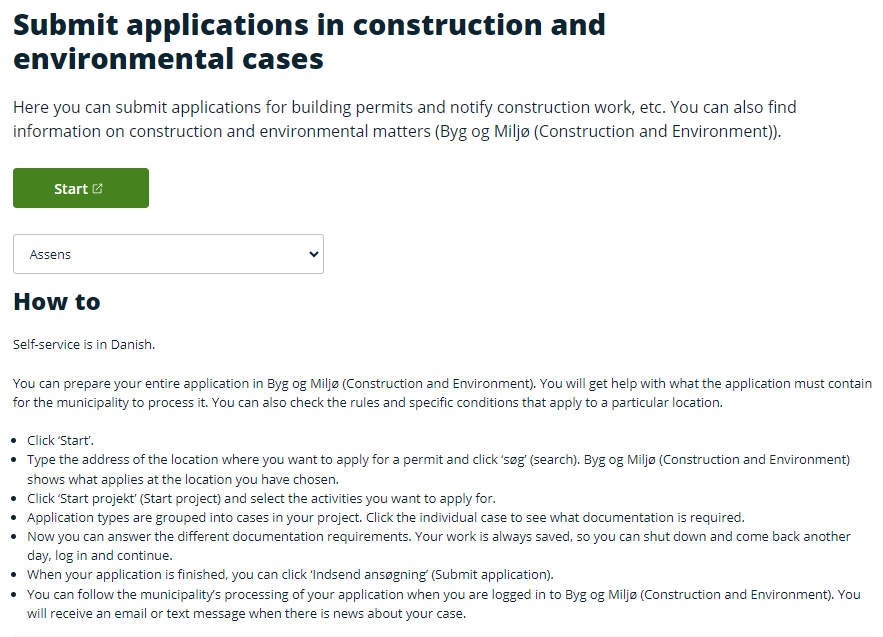 Submit applications in construction and
environmental cases
Here you can submit applications for building permits and notify construction work, etc. You can also find
information on construction and environmental matters (Byg og Miljø (Construction and Environment)).
Start
Assens
How to
Self-service is in Danish.
You can prepare your entire application in Byg og Miljø (Construction and Environment). You will get help with what the application must contain
for the municipality to process it. You can also check the rules and specific conditions that apply to a particular location.
• Click ‘Start’.
• Type the address of the location where you want to apply for a permit and click ‘søg’ (search). Byg og Miljø (Construction and Environment)
shows what applies at the location you have chosen.
• Click ‘Start projekt’ (Start project) and select the activities you want to apply for.
• Application types are grouped into cases in your project. Click the individual case to see what documentation is required.
• Now you can answer the different documentation requirements. Your work is always saved, so you can shut down and come back another
day, log in and continue.
• When your application is finished, you can click ‘Indsend ansøgning’ (Submit application).
• You can follow the municipality’s processing of your application when you are logged in to Byg og Miljø (Construction and Environment). You
will receive an email or text message when there is news about your case.